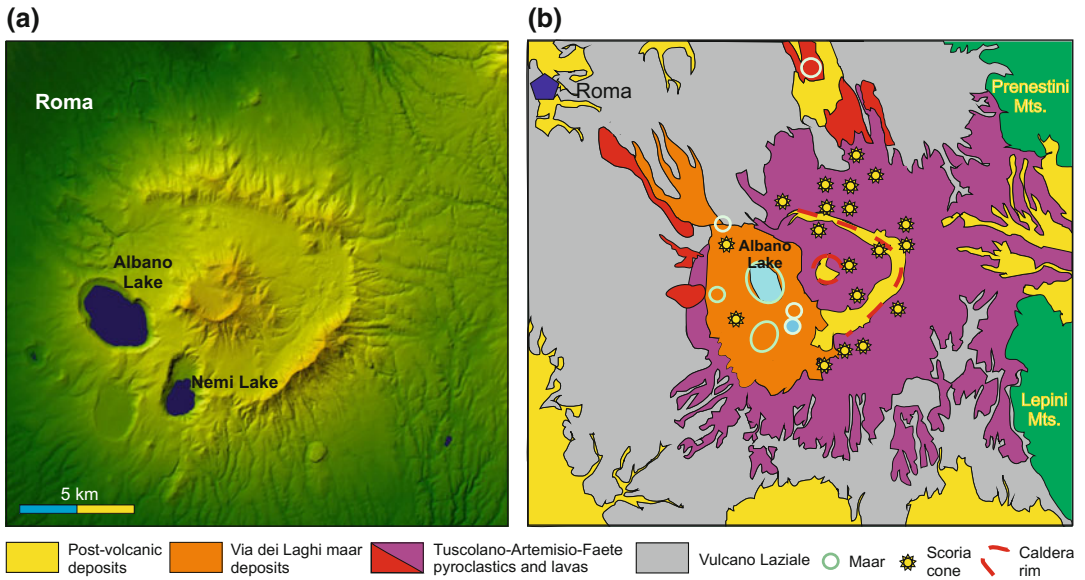 (a)
Roma
Albano
Lake
Nemi Lake
5 km
(b)
Roma
Prenestini
Mts.
Albano
Lake
Lepini
Mts.
Post-volcanic
deposits
Via dei Laghi maar
deposits
Tuscolano-Artemisio-Faete
pyroclastics and lavas
Vulcano Laziale
Maar
Scoria
cone
Caldera
rim